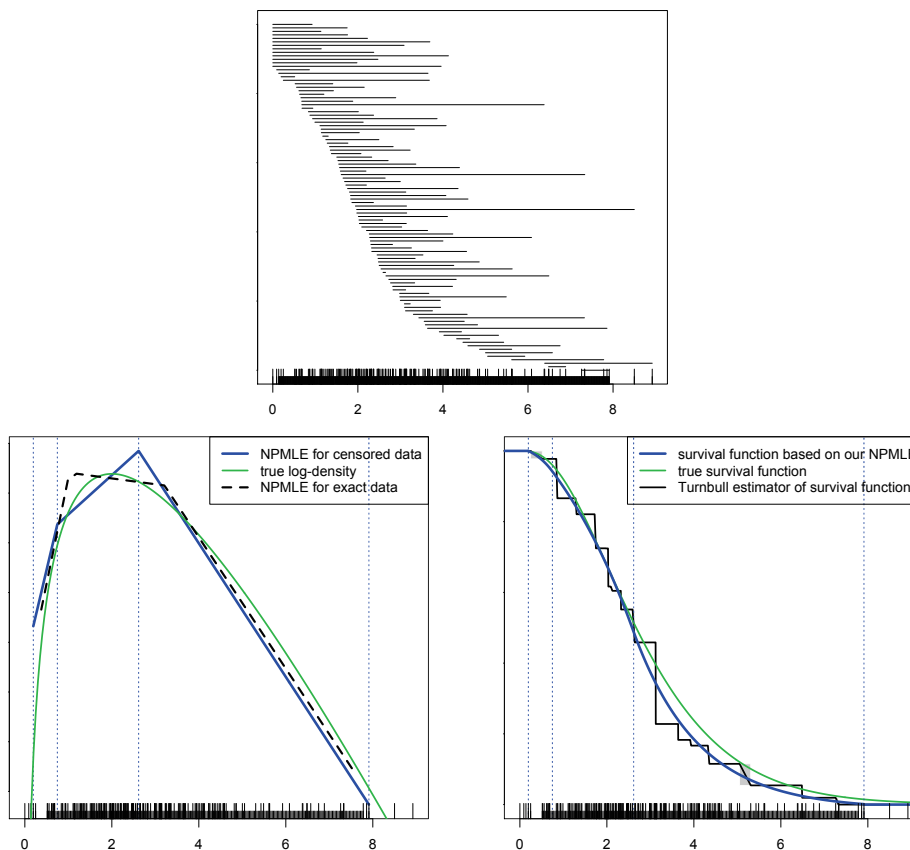 0 2 4 6 8
NPMLE for censored data
true log-density
NPMLE for exact data
0 2 4 6 8
survival function based on our NPMLE
true survival function
Turnbull estimator of survival function
0 2 4 6 8